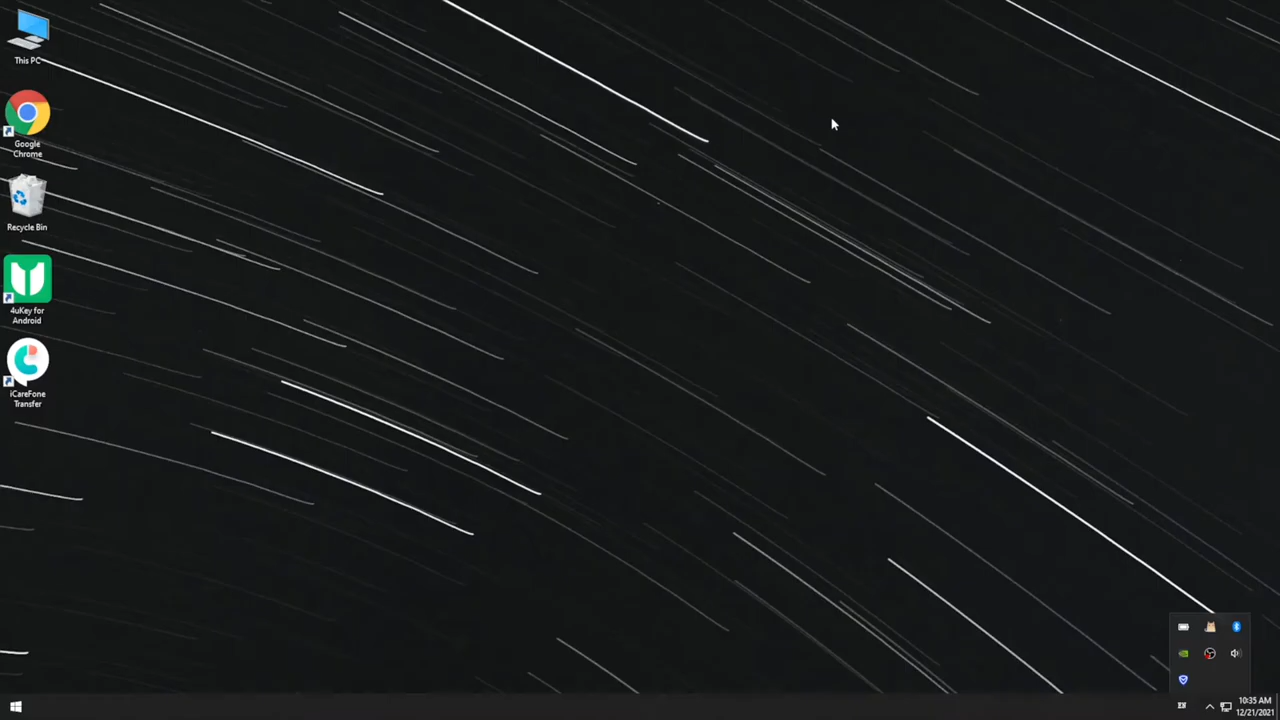 This PC
Google
Chrome
Recycle Bin
4uKey for
Android
iCareFone
Transfer
10:35 AM
12/21/2021